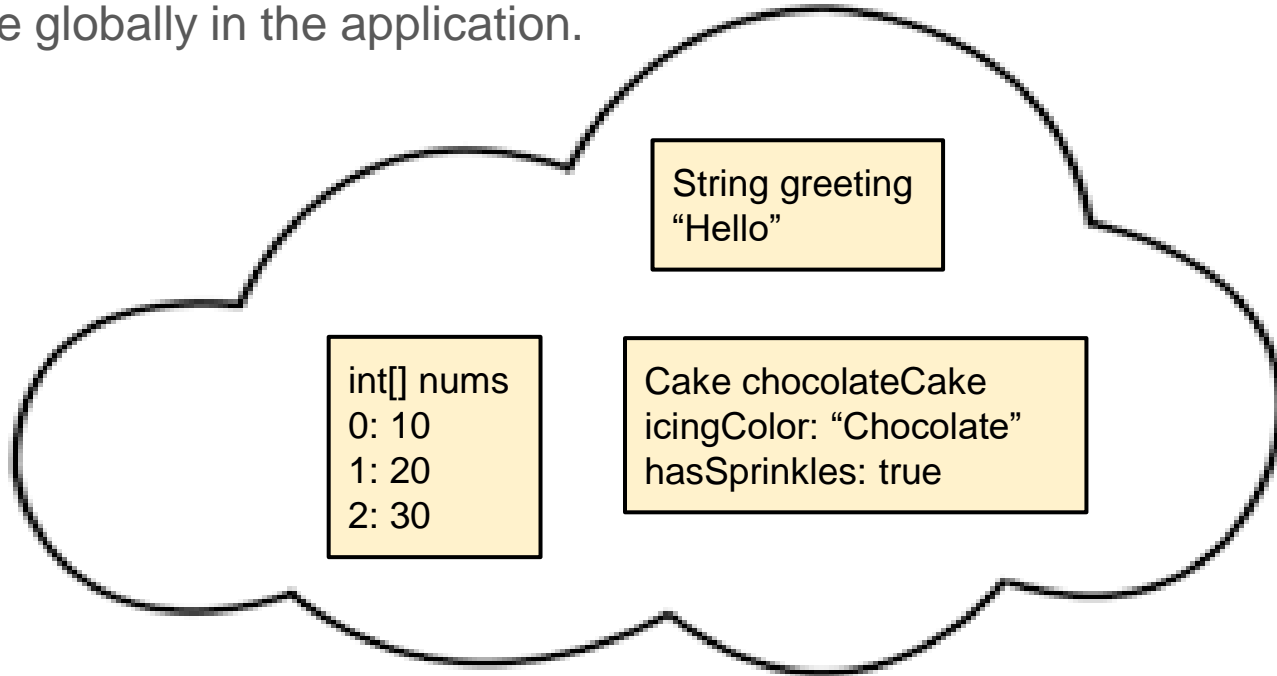 e globally in the application.
String greeting
“Hello”
int[] nums
0: 10
1: 20
2: 30
Cake chocolateCake
icingColor: “Chocolate”
hasSprinkles: true